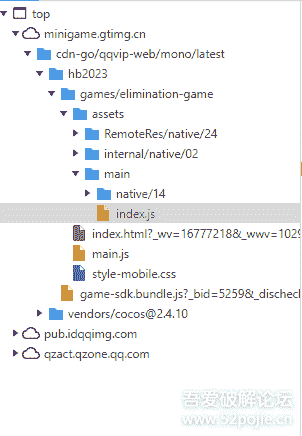 top
minigame.gtimg.cn
cdn-go/qqvip-web/mono/latest
hb2023
games/elimination-game
assets
RemoteRes/native/24
internal/native/02
main
native/14
index.js
index.html?_wv=16777218&_wwv=1029
main.js
style-mobile.css
game-sdk.bundle.js?_bid=5259&_discheck
vendors/cocos@2.4.10
pub.idqqimg.com
qzact.qzone.qq.com
吾爱破解论坛
www.52pojie.cn